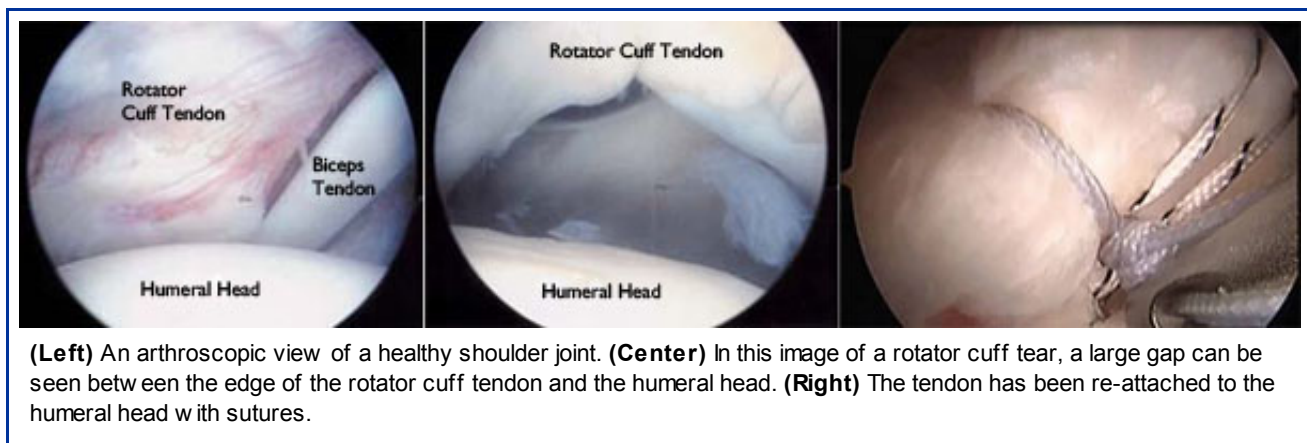 Rotator
Cuff Tendon
Biceps
Tendon
Humeral Head
Rotator Cuff Tendon
Humeral Head
(Left) An arthroscopic view of a healthy shoulder joint. (Center) In this image of a rotator cuff tear, a large gap can be
seen between the edge of the rotator cuff tendon and the humeral head. (Right) The tendon has been re-attached to the
humeral head with sutures.